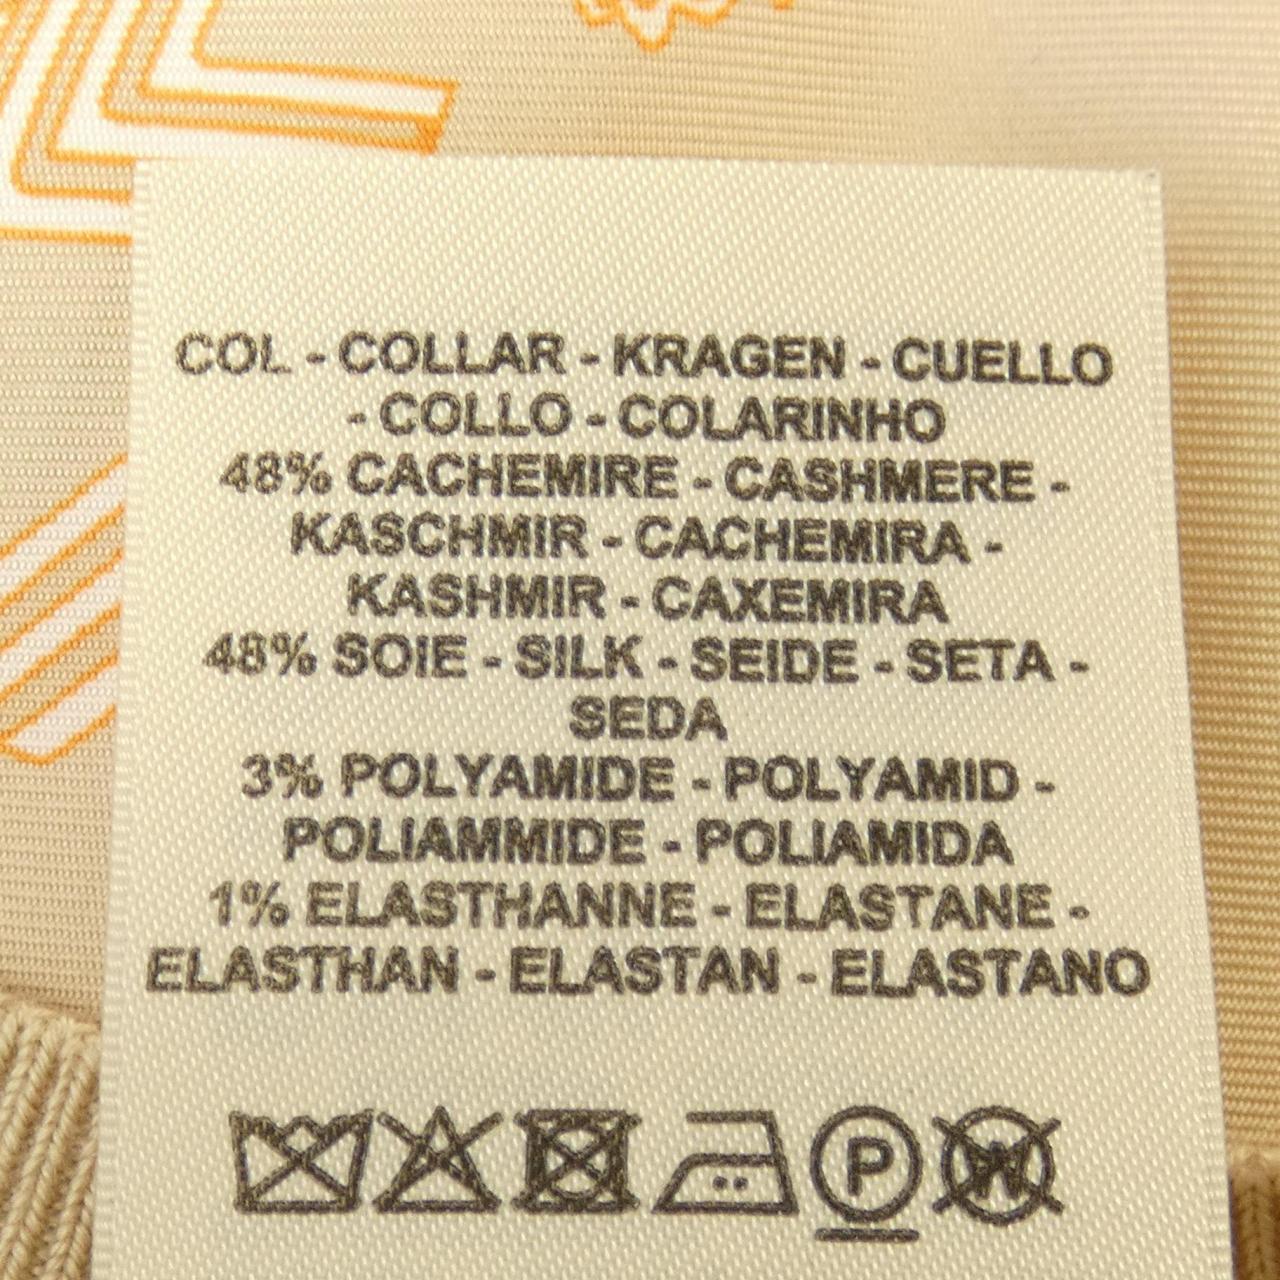 COL - COLLAR - KRAGEN - CUELLO
- COLLO - COLARINHO
48% CACHEMIRE - CASHMERE -
KASCHMIR - CACHEMIRA -
KASHMIR - CAXEMIRA
48% SOIE - SILK - SEIDE - SETA -
SEDA
3% POLYAMIDE - POLYAMID -
POLIAMMIDE - POLIAMIDA
1% ELASTHANNE - ELASTANE -
ELASTHAN - ELASTAN - ELASTANO
P W